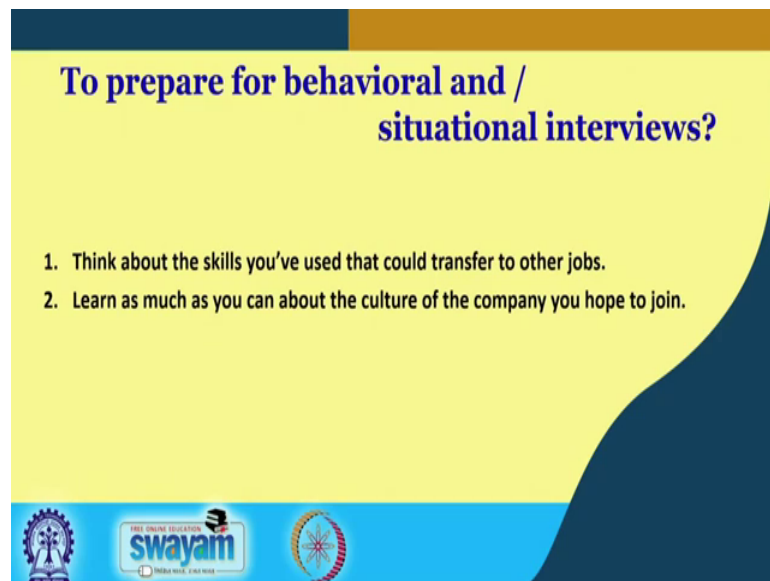 To prepare for behavioral and /
situational interviews?
1. Think about the skills you've used that could transfer to other jobs.
2. Learn as much as you can about the culture of the company you hope to join.
FREE ONLINE EDUCATION
swayam